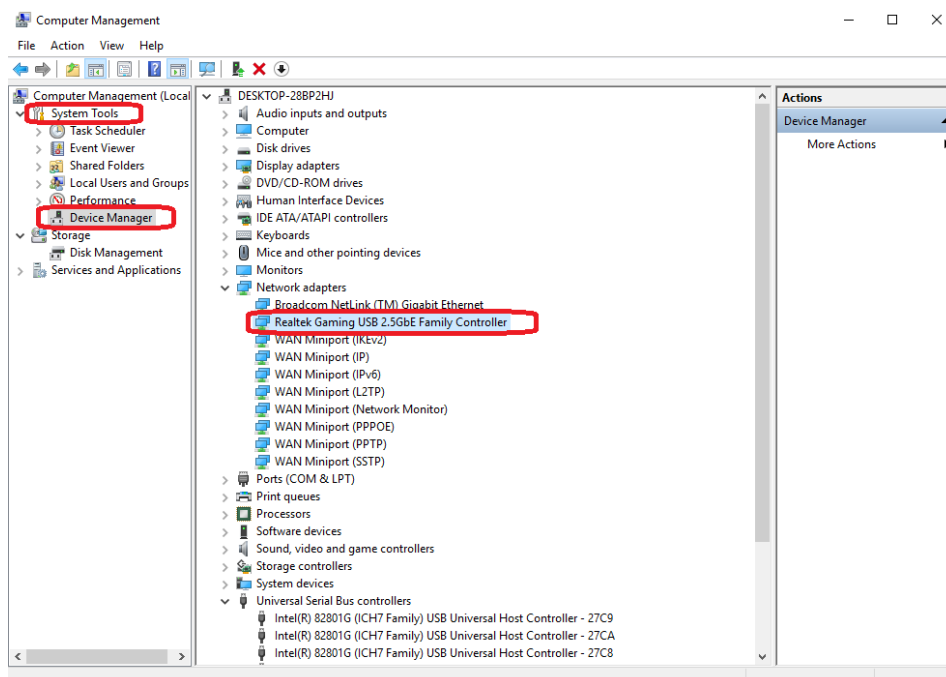 Computer Management
File Action View Help
Computer Management (Local
System Tools
Task Scheduler
Event Viewer
Shared Folders
Local Users and Groups
Performance
Device Manager
Storage
Disk Management
Services and Applications
DESKTOP-28BP2HJ
Audio inputs and outputs
Computer
Disk drives
Display adapters
DVD/CD-ROM drives
Human Interface Devices
IDE ATA/ATAPI controllers
Keyboards
Mice and other pointing devices
Monitors
Network adapters
Broadcom NetLink (TM) Gigabit Ethernet
Realtek Gaming USB 2.5GbE Family Controller
WAN Miniport (IKEv2)
WAN Miniport (IP)
WAN Miniport (IPv6)
WAN Miniport (L2TP)
WAN Miniport (Network Monitor)
WAN Miniport (PPPOE)
WAN Miniport (PPTP)
WAN Miniport (SSTP)
Ports (COM & LPT)
Print queues
Processors
Software devices
Sound, video and game controllers
Storage controllers
System devices
Universal Serial Bus controllers
Intel(R) 82801G (ICH7 Family) USB Universal Host Controller - 27C9
Intel(R) 82801G (ICH7 Family) USB Universal Host Controller - 27CA
Intel(R) 82801G (ICH7 Family) USB Universal Host Controller - 27C8
Actions
Device Manager
More Actions